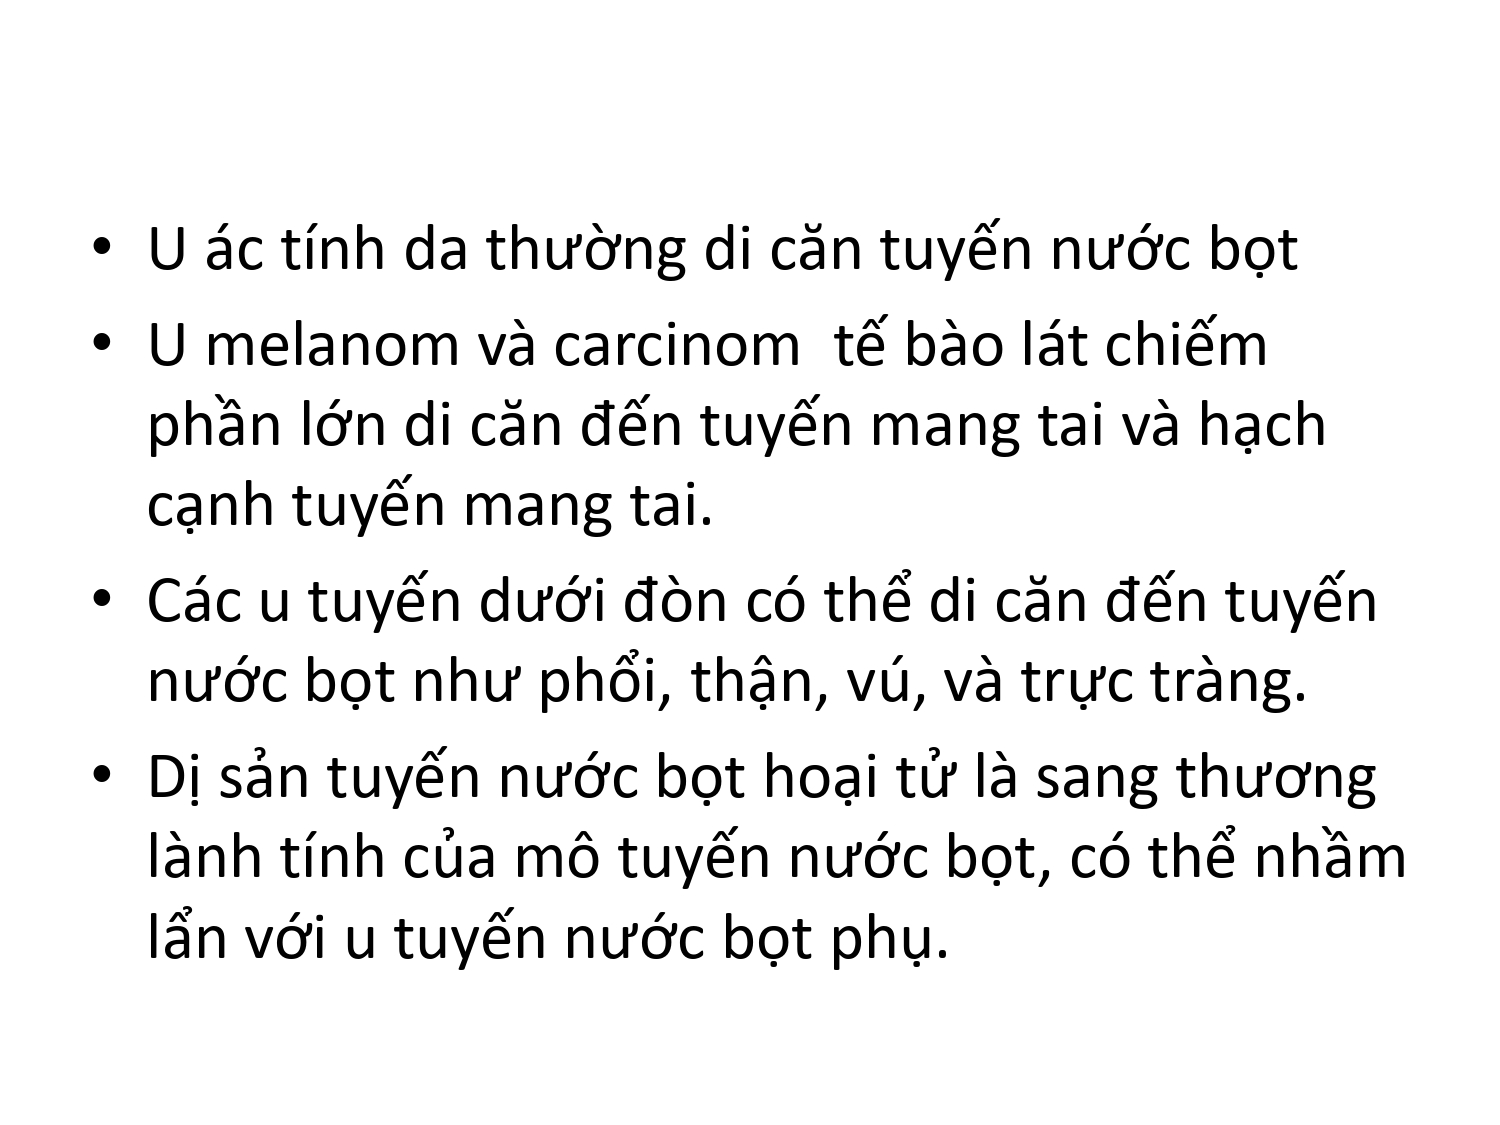 • U ác tính da thường di căn tuyến nước bọt
• U melanom và carcinom  tế bào lát chiếm
phần lớn di căn đến tuyến mang tai và hạch
cạnh tuyến mang tai.
• Các u tuyến dưới đòn có thể di căn đến tuyến
nước bọt như phổi, thận, vú, và trực tràng.
• Dị sản tuyến nước bọt hoại tử là sang thương
lành tính của mô tuyến nước bọt, có thể nhầm
lẩn với u tuyến nước bọt phụ.